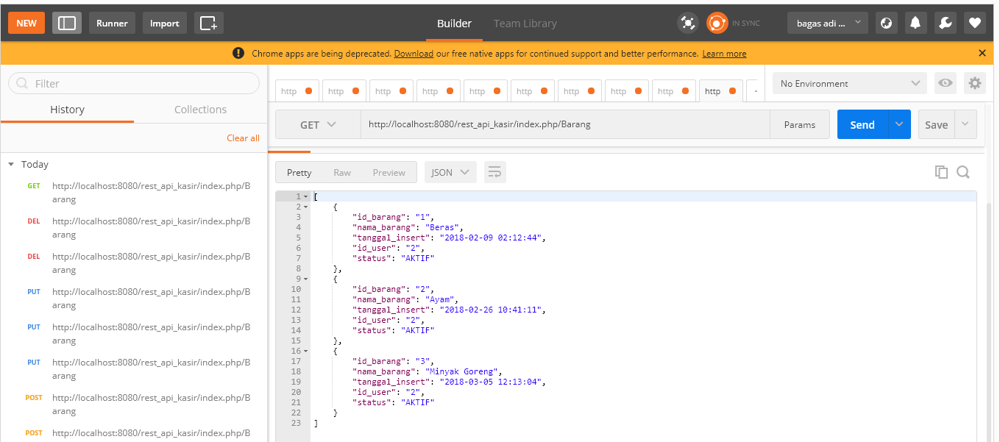 NEW
Runner
Import
Builder
Team Library
IN SYNC
bagas adi ...
Chrome apps are being deprecated. Download our free native apps for continued support and better performance. Learn more
Filter
History
Collections
Clear all
Today
GET http://localhost:8080/rest_api_kasir/index.php/B
arang
DEL http://localhost:8080/rest_api_kasir/index.php/B
arang
DEL http://localhost:8080/rest_api_kasir/index.php/B
arang
PUT http://localhost:8080/rest_api_kasir/index.php/B
arang
PUT http://localhost:8080/rest_api_kasir/index.php/B
arang
PUT http://localhost:8080/rest_api_kasir/index.php/B
arang
POST http://localhost:8080/rest_api_kasir/index.php/B
arang
POST http://localhost:8080/rest_api_kasir/index.php/B
http http http http http http http http http http
No Environment
GET
http://localhost:8080/rest_api_kasir/index.php/Barang
Params
Send
Save
Pretty
Raw
Preview
JSON
1 [
2 {
3 "id_barang": "1",
4 "nama_barang": "Beras",
5 "tanggal_insert": "2018-02-09 02:12:44",
6 "id_user": "2",
7 "status": "AKTIF"
8 },
9 {
10 "id_barang": "2",
11 "nama_barang": "Ayam",
12 "tanggal_insert": "2018-02-26 10:41:11",
13 "id_user": "2",
14 "status": "AKTIF"
15 },
16 {
17 "id_barang": "3",
18 "nama_barang": "Minyak Goreng",
19 "tanggal_insert": "2018-03-05 12:13:04",
20 "id_user": "2",
21 "status": "AKTIF"
22 }
23 ]